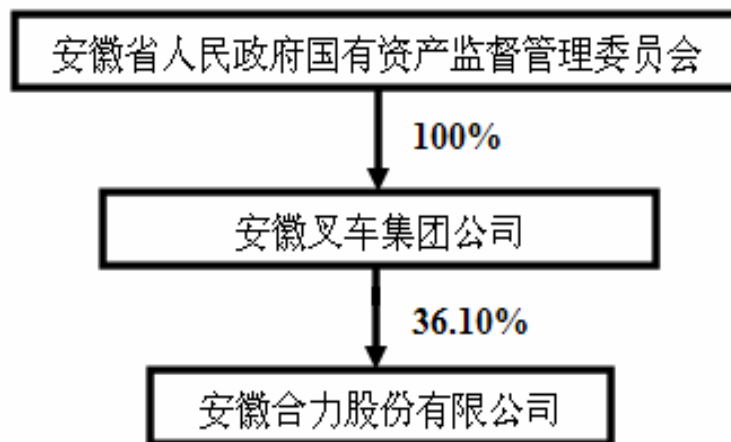 安徽省人民政府国有资产监督管理委员会
100%
安徽叉车集团公司
36.10%
安徽合力股份有限公司